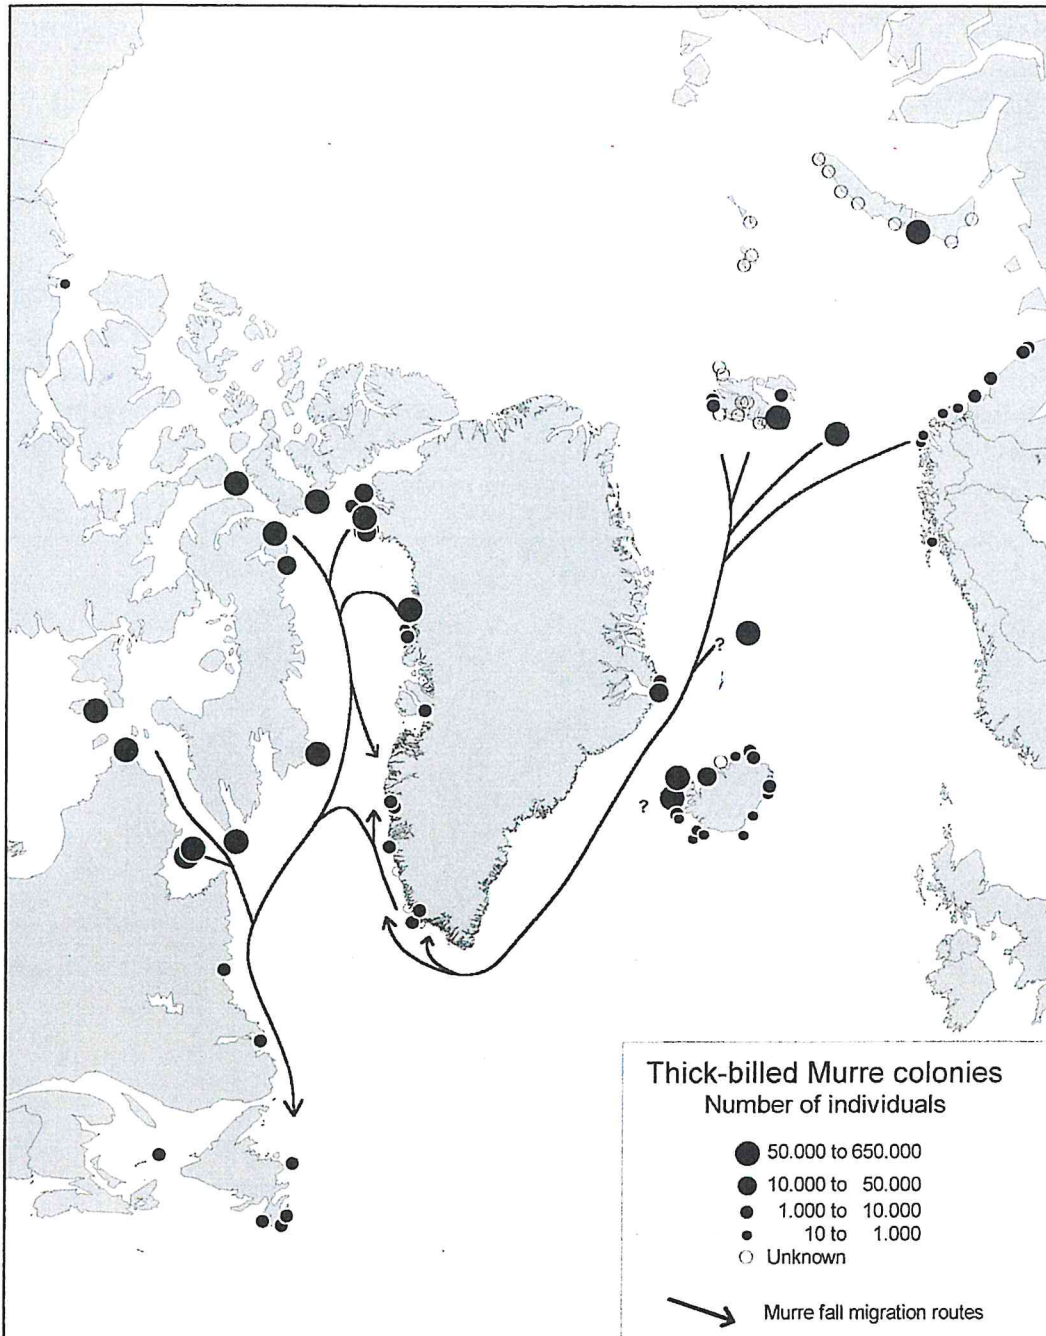 ?
?
Thick-billed Murre colonies
Number of individuals
50.000 to 650.000
10.000 to 50.000
1.000 to 10.000
10 to 1.000
Unknown
Murre fall migration routes